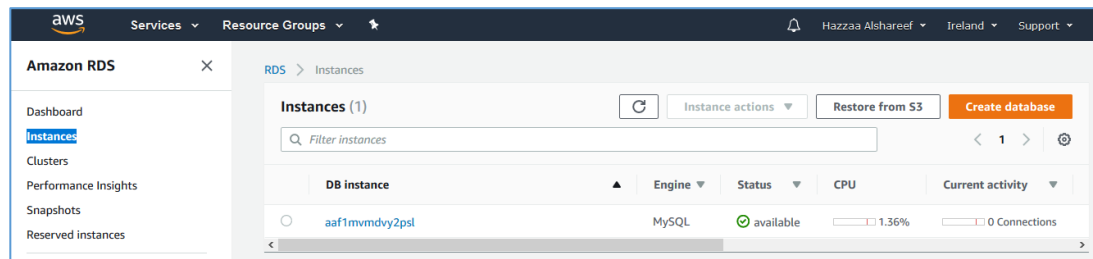 aws Services Resource Groups Hazzaa Alshareef Ireland Support
Amazon RDS
Dashboard
Instances
Clusters
Performance Insights
Snapshots
Reserved instances
RDS > Instances
Instances (1) Instance actions Restore from S3 Create database
Filter instances 1
DB instance Engine Status CPU Current activity
aaf1mvmdvy2psl MySQL available 1.36% 0 Connections